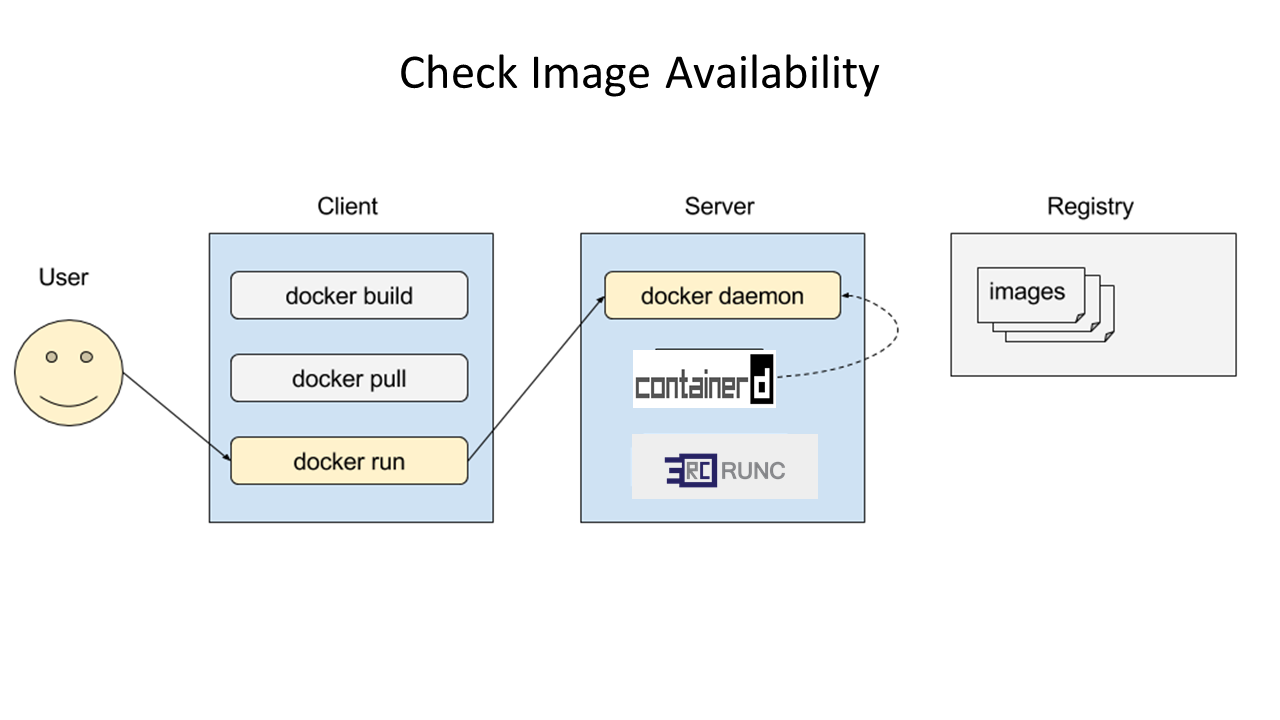 Check Image Availability
User
Client
docker build
docker pull
docker run
Server
docker daemon
containerd
RC RUNC
Registry
images